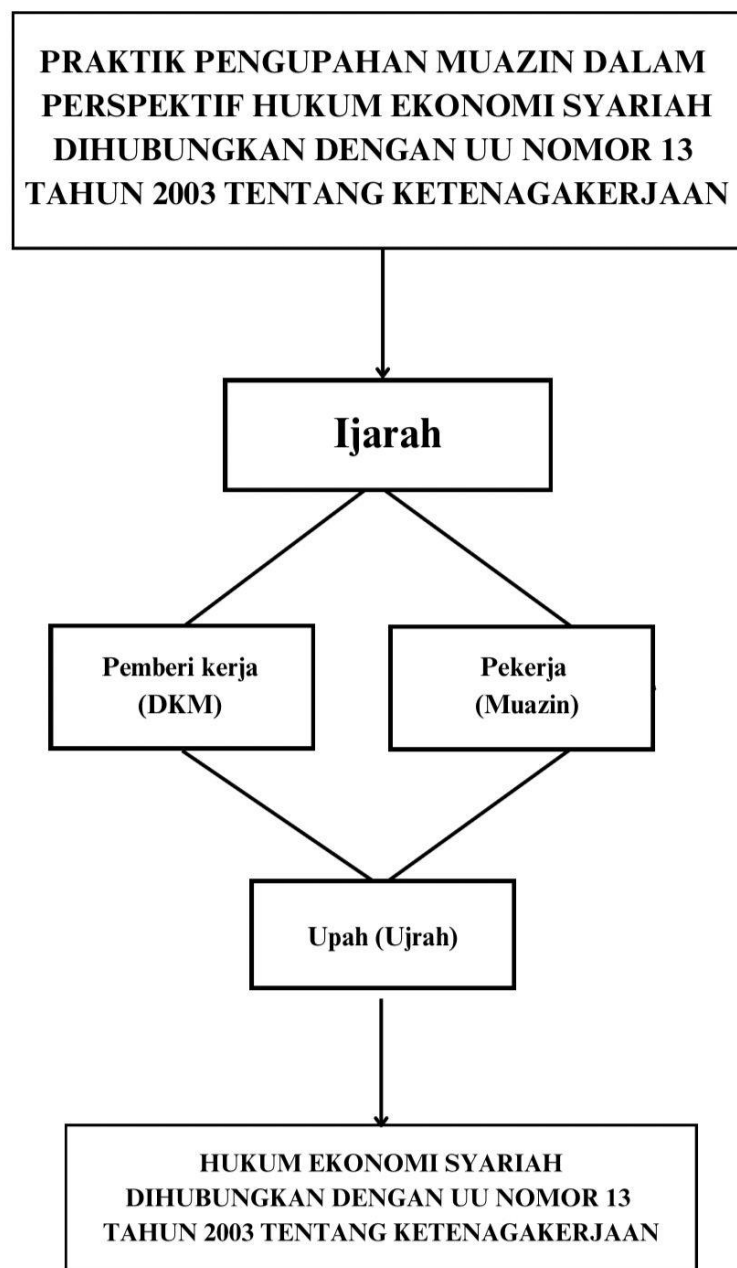 PRAKTIK PENGUPAHAN MUAZIN DALAM
PERSPEKTIF HUKUM EKONOMI SYARIAH
DIHUBUNGKAN DENGAN UU NOMOR 13
TAHUN 2003 TENTANG KETENAGAKERJAAN
Ijarah
Pemberi kerja
(DKM)
Pekerja
(Muazin)
Upah (Ujrah)
HUKUM EKONOMI SYARIAH
DIHUBUNGKAN DENGAN UU NOMOR 13
TAHUN 2003 TENTANG KETENAGAKERJAAN